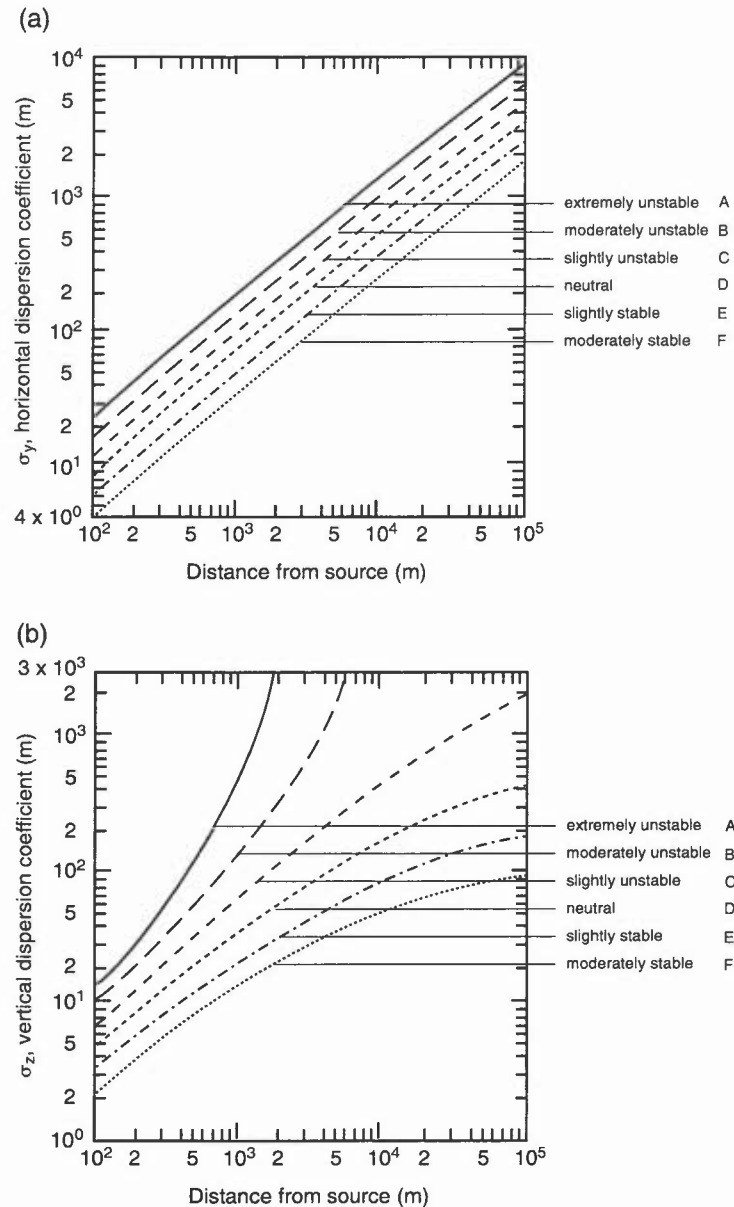 (a)
σy, horizontal dispersion coefficient (m)
10⁴
5
2
10³
5
2
10²
5
2
10¹
4 x 10⁰
10² 2 5 10³ 2 5 10⁴ 2 5 10⁵
Distance from source (m)
extremely unstable A
moderately unstable B
slightly unstable C
neutral D
slightly stable E
moderately stable F
(b)
σz, vertical dispersion coefficient (m)
3 x 10³
2
10³
5
2
10²
5
2
10¹
5
2
10⁰
10² 2 5 10³ 2 5 10⁴ 2 5 10⁵
Distance from source (m)
extremely unstable A
moderately unstable B
slightly unstable C
neutral D
slightly stable E
moderately stable F